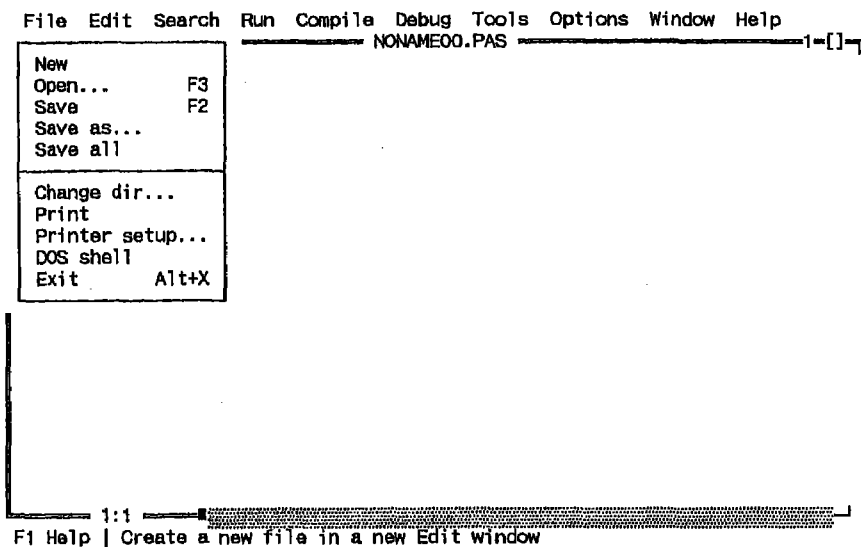 File Edit Search Run Compile Debug Tools Options Window Help
NONAME00.PAS 1=[]
New
Open... F3
Save F2
Save as...
Save all
Change dir...
Print
Printer setup...
DOS shell
Exit Alt+X
1:1
F1 Help | Create a new file in a new Edit window